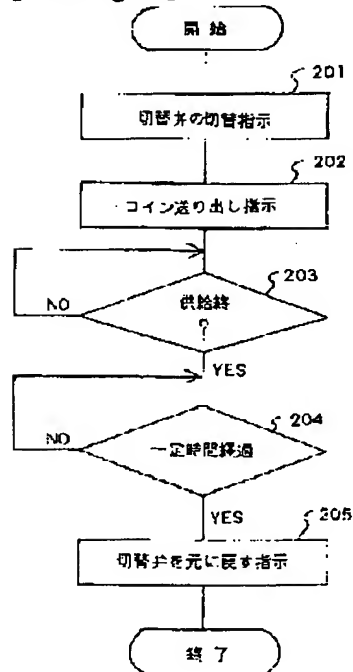 開始
201
切替弁の切替指示
202
コイン送り出し指示
203
供給終
?
NO
YES
204
一定時間経過
NO
YES
205
切替弁を元に戻す指示
終了